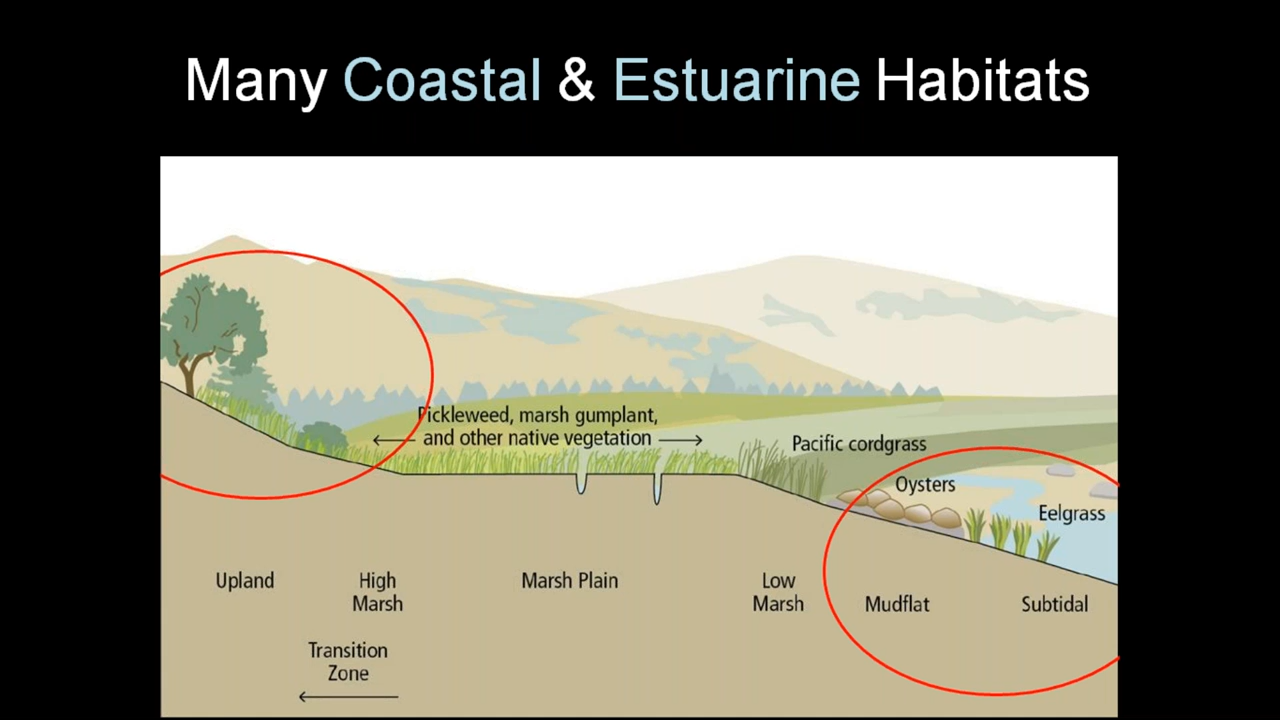 Many Coastal & Estuarine Habitats
Pickleweed, marsh gumplant,
and other native vegetation
Pacific cordgrass
Oysters
Eelgrass
Upland
High
Marsh
Marsh Plain
Low
Marsh
Mudflat
Subtidal
Transition
Zone